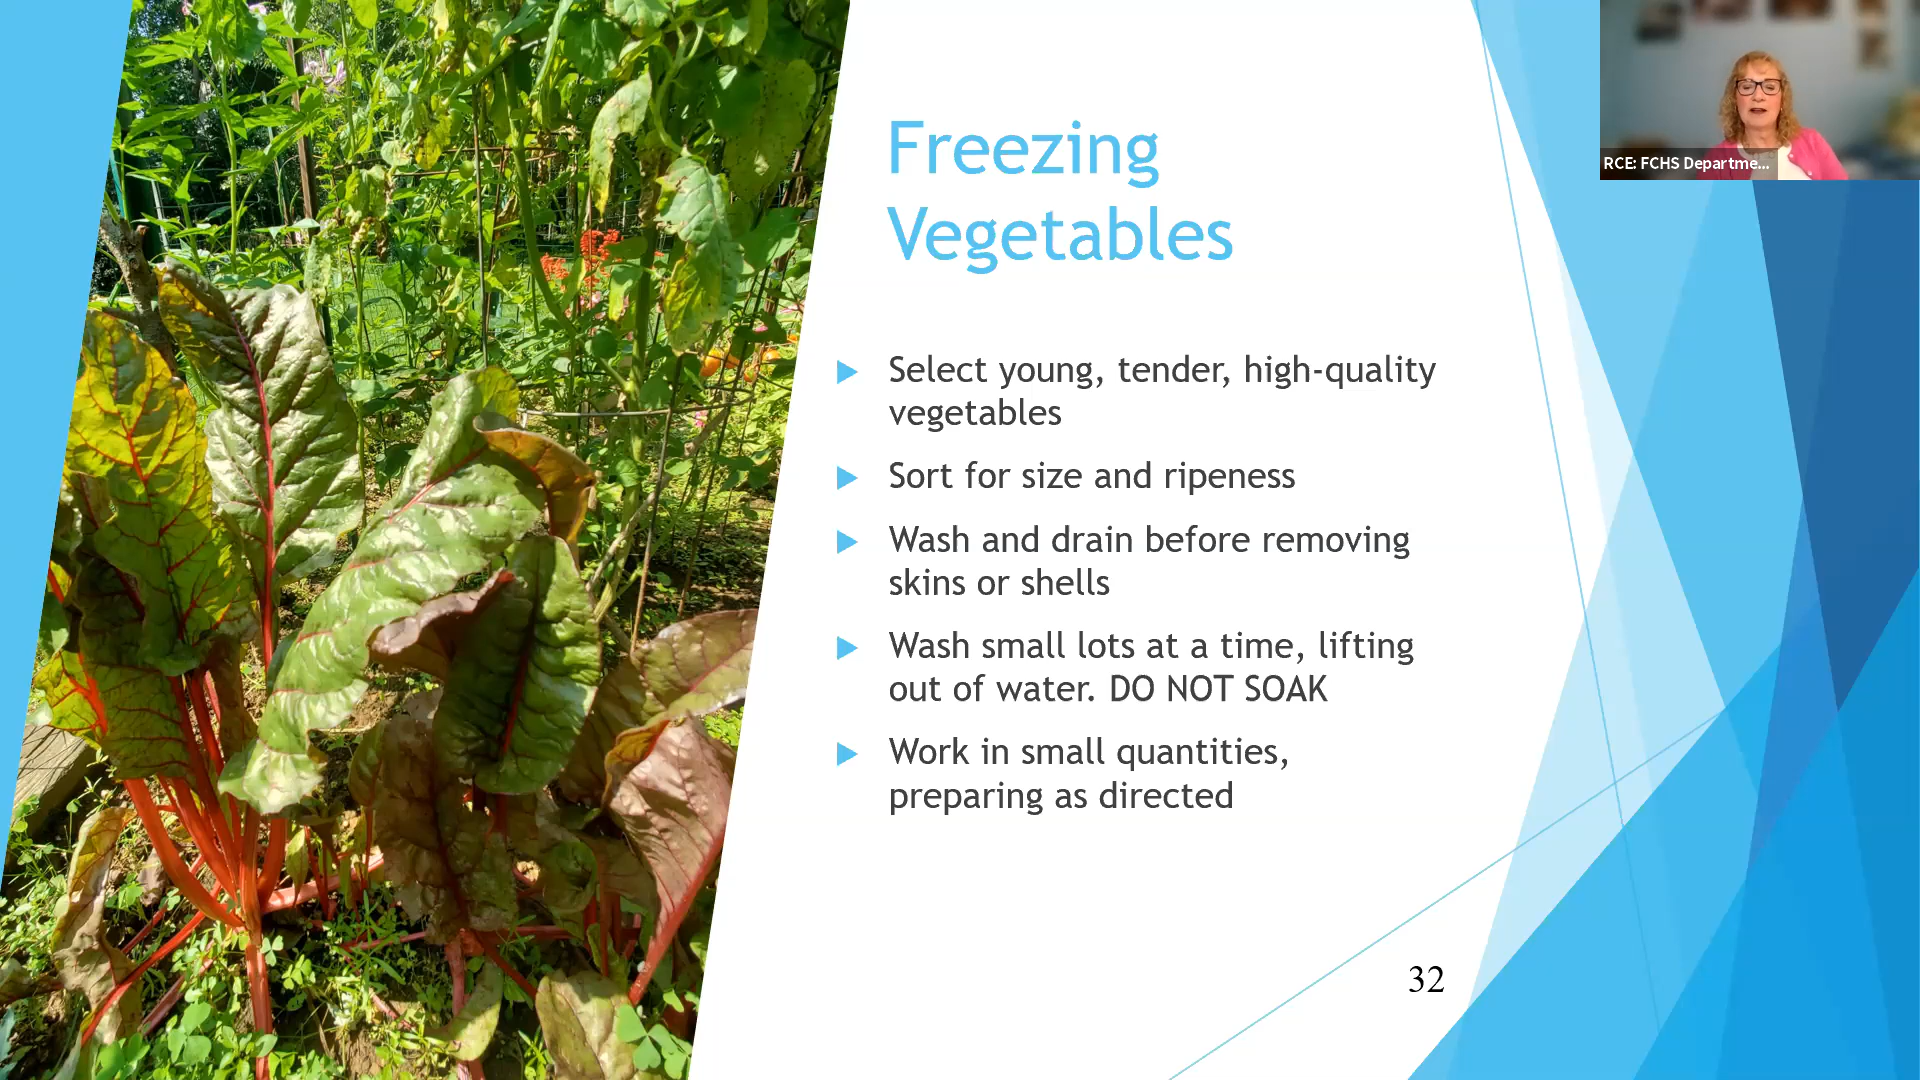 Freezing
Vegetables
Select young, tender, high-quality
vegetables
Sort for size and ripeness
Wash and drain before removing
skins or shells
Wash small lots at a time, lifting
out of water. DO NOT SOAK
Work in small quantities,
preparing as directed
32
RCE: FCHS Departme...